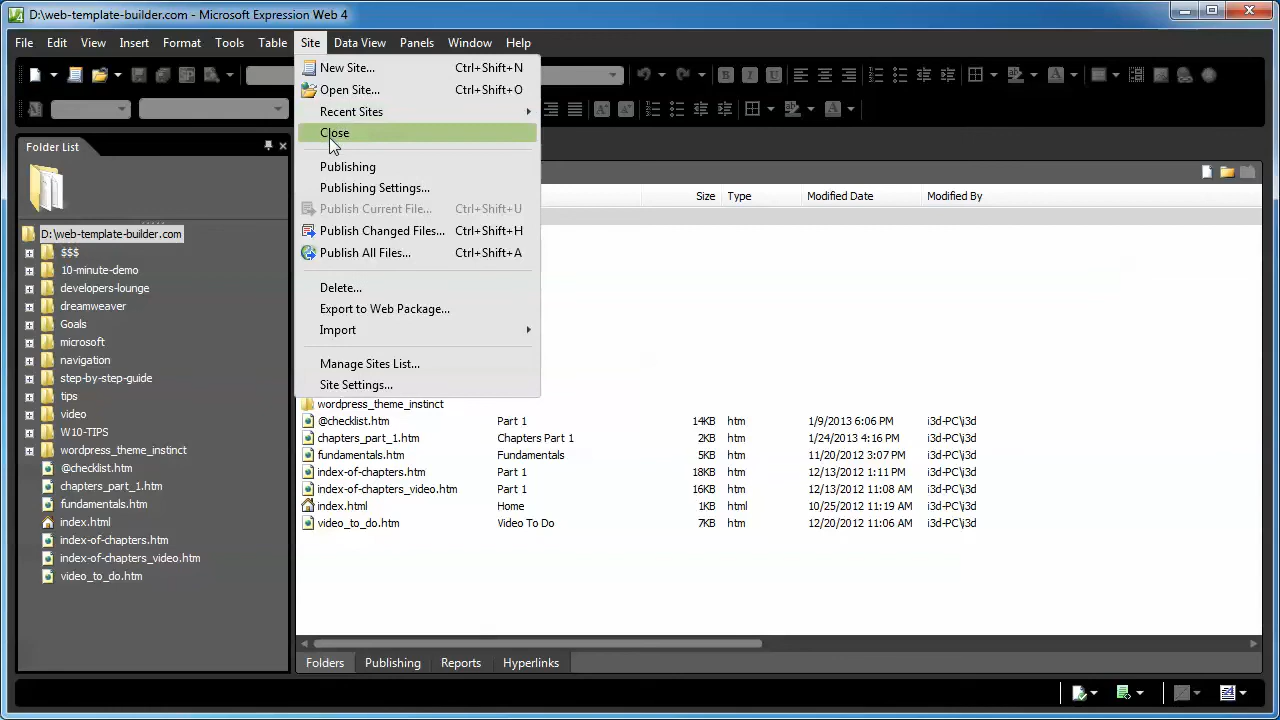 D:\web-template-builder.com - Microsoft Expression Web 4
File Edit View Insert Format Tools Table Site Data View Panels Window Help
New Site... Ctrl+Shift+N
Open Site... Ctrl+Shift+O
Recent Sites
Close
Publishing
Publishing Settings...
Publish Current File... Ctrl+Shift+U
Publish Changed Files... Ctrl+Shift+H
Publish All Files... Ctrl+Shift+A
Delete...
Export to Web Package...
Import
Manage Sites List...
Site Settings...
Folder List
D:\web-template-builder.com
$$$
10-minute-demo
developers-lounge
dreamweaver
Goals
microsoft
navigation
step-by-step-guide
tips
video
W10-TIPS
wordpress_theme_instinct
@checklist.htm
chapters_part_1.htm
fundamentals.htm
index.html
index-of-chapters.htm
index-of-chapters_video.htm
video_to_do.htm
Size Type Modified Date Modified By
wordpress_theme_instinct
@checklist.htm Part 1 14KB htm 1/9/2013 6:06 PM i3d-PC\i3d
chapters_part_1.htm Chapters Part 1 2KB htm 1/24/2013 4:16 PM i3d-PC\i3d
fundamentals.htm Fundamentals 5KB htm 11/20/2012 3:07 PM i3d-PC\i3d
index-of-chapters.htm Part 1 18KB htm 12/13/2012 1:11 PM i3d-PC\i3d
index-of-chapters_video.htm Part 1 16KB htm 12/13/2012 11:08 AM i3d-PC\i3d
index.html Home 1KB html 10/25/2012 11:19 AM i3d-PC\i3d
video_to_do.htm Video To Do 7KB htm 12/20/2012 11:06 AM i3d-PC\i3d
Folders Publishing Reports Hyperlinks